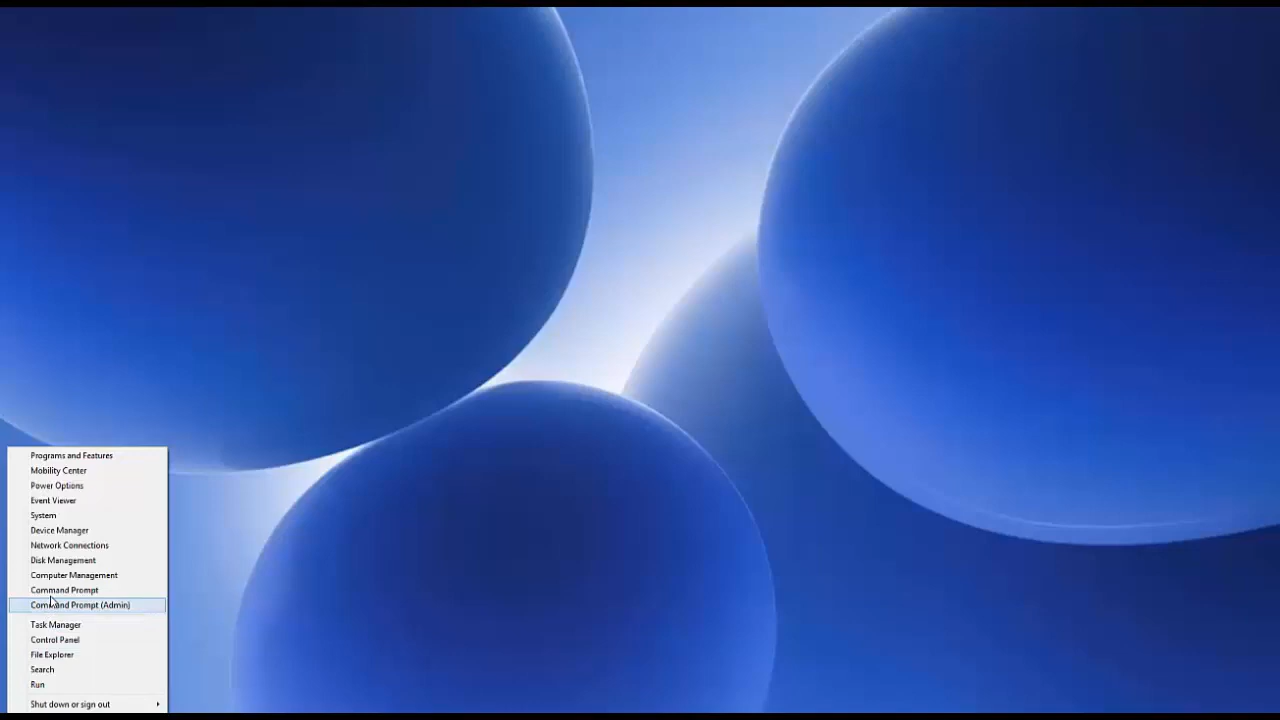 Programs and Features
Mobility Center
Power Options
Event Viewer
System
Device Manager
Network Connections
Disk Management
Computer Management
Command Prompt
Command Prompt (Admin)
Task Manager
Control Panel
File Explorer
Search
Run
Shut down or sign out